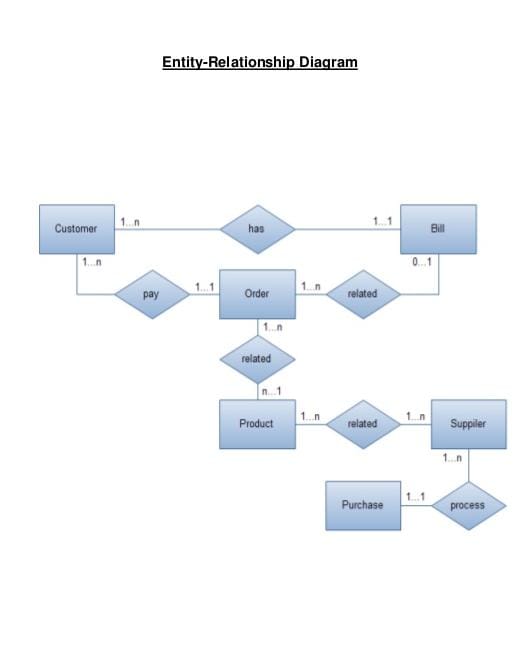 Entity-Relationship Diagram
Customer
1...n
has
1...1
Bill
1...n
0...1
pay
1...1
Order
1...n
related
1...n
related
n...1
Product
1...n
related
1...n
Suppiler
1...n
Purchase
1...1
process